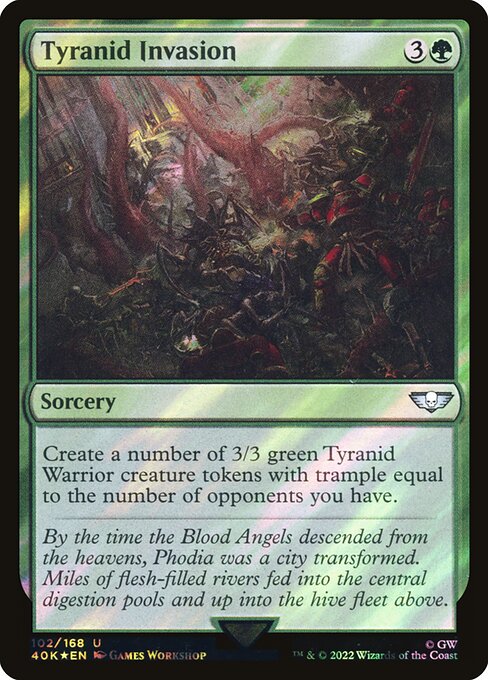 Tyranid Invasion 3
Sorcery
Create a number of 3/3 green Tyranid
Warrior creature tokens with trample equal
to the number of opponents you have.
By the time the Blood Angels descended from
the heavens, Phodia was a city transformed.
Miles of flesh-filled rivers fed into the central
digestion pools and up into the hive fleet above.
102/168 U © GW
40K★EN Games Workshop ™ & © 2022 Wizards of the Coast